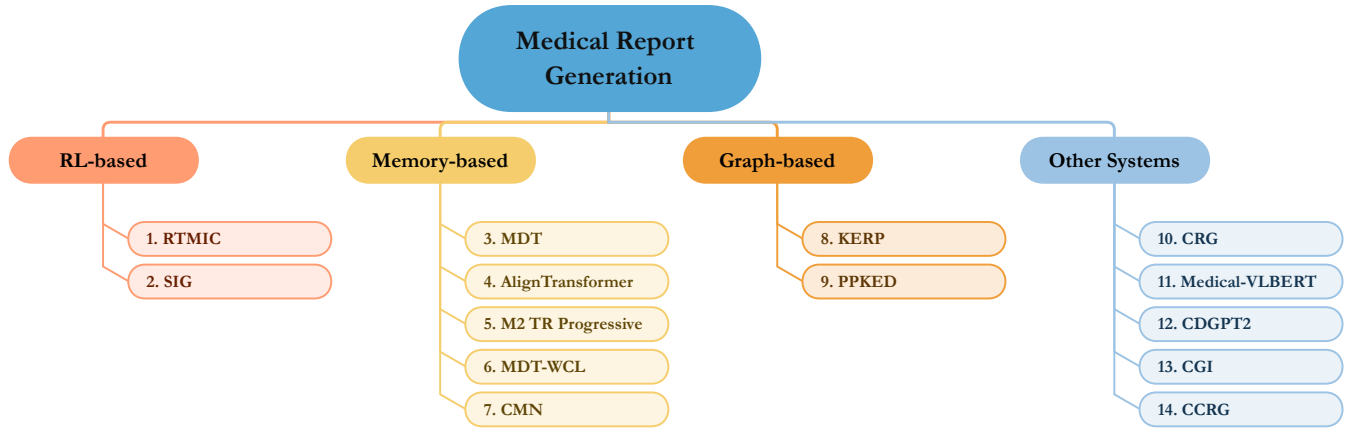 Medical Report
Generation
RL-based
Memory-based
Graph-based
Other Systems
1. RTMIC
2. SIG
3. MDT
4. AlignTransformer
5. M2 TR Progressive
6. MDT-WCL
7. CMN
8. KERP
9. PPKED
10. CRG
11. Medical-VLBERT
12. CDGPT2
13. CGI
14. CCRG